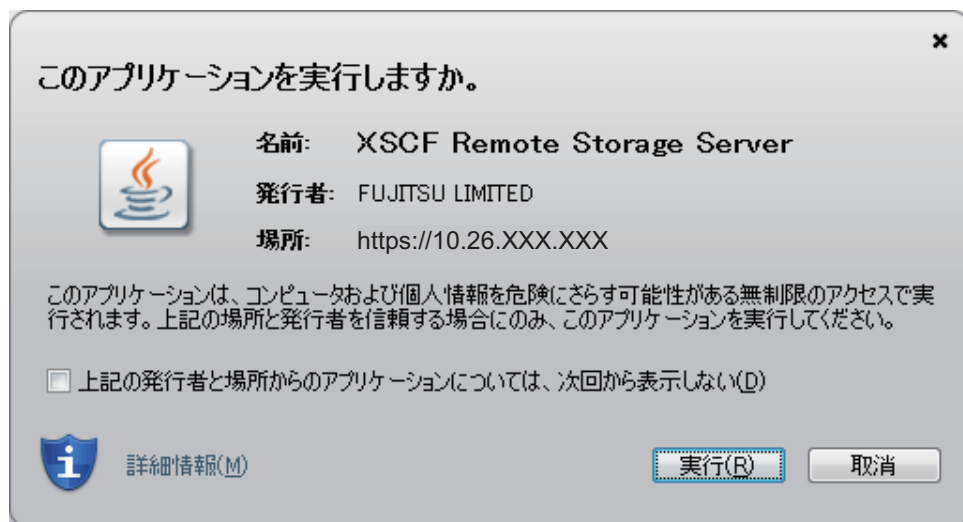 このアプリケーションを実行しますか。
名前: XSCF Remote Storage Server
発行者: FUJITSU LIMITED
場所: https://10.26.XXX.XXX
このアプリケーションは、コンピュータおよび個人情報を危険にさらす可能性がある無制限のアクセスで実
行されます。上記の場所と発行者を信頼する場合にのみ、このアプリケーションを実行してください。
上記の発行者と場所からのアプリケーションについては、次回から表示しない(D)
詳細情報(M)
実行(R)
取消